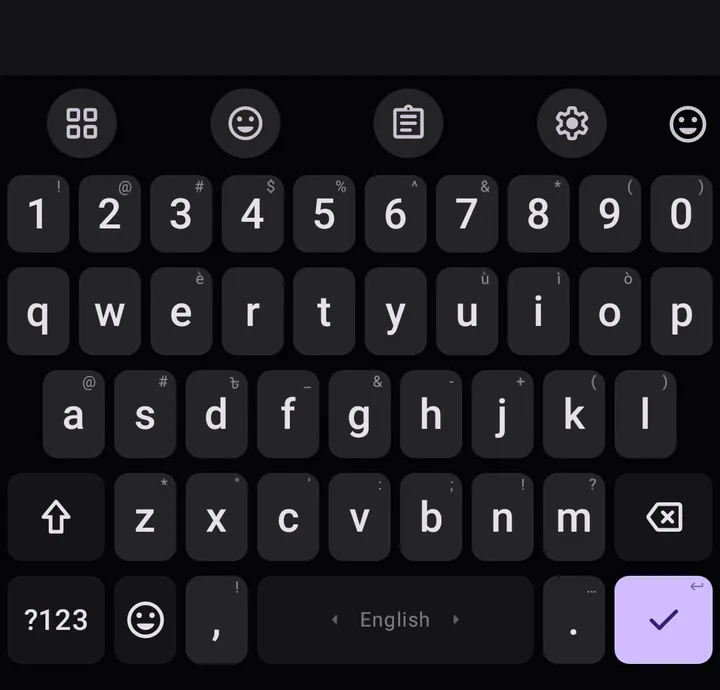 1 ! 2 @ 3 # 4 $ 5 % 6 ^ 7 & 8 * 9 ( 0 )
q w e è r t y u ù i ì o ò p
a @ s # d ъ f _ g & h - j + k ( l )
z * x " c ' v : b ; n ! m ?
?123 , ! English . …